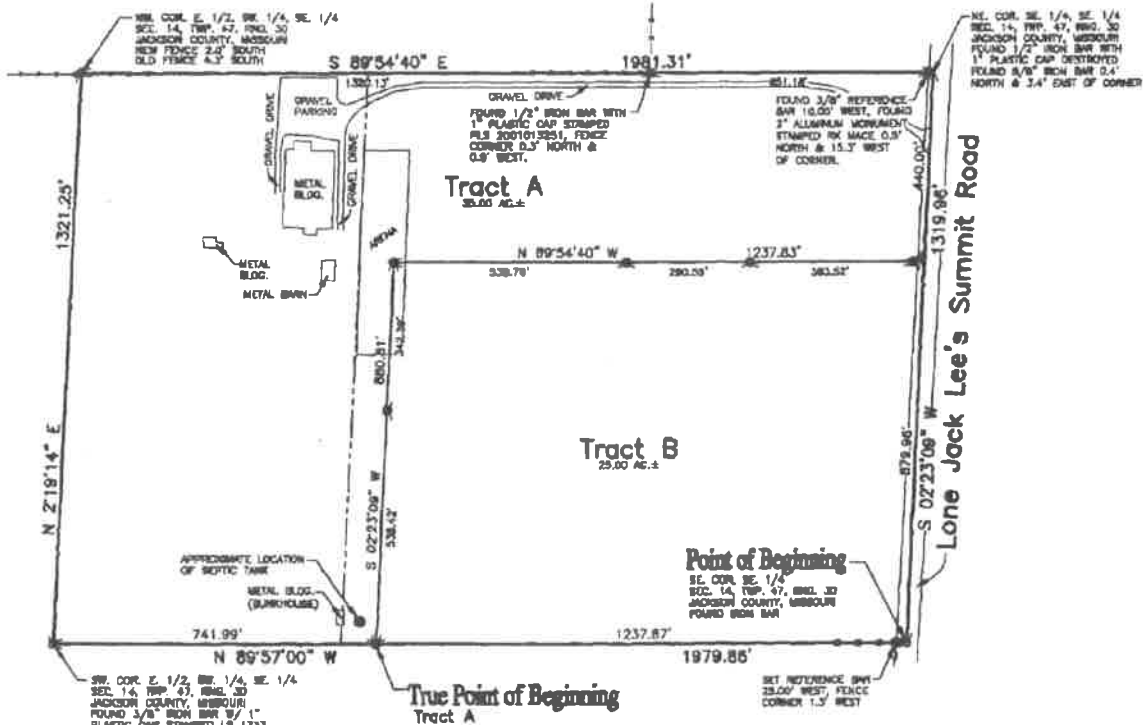 NW. COR. E. 1/2, SW. 1/4, SE. 1/4
SEC. 14, TWP. 47, RNG. 30
JACKSON COUNTY, MISSOURI
NEW FENCE 2.0' SOUTH
OLD FENCE 4.3' SOUTH
S 89°54'40" E
1981.31'
NE. COR. SE. 1/4, SE. 1/4
SEC. 14, TWP. 47, RNG. 30
JACKSON COUNTY, MISSOURI
FOUND 1/2" IRON BAR WITH
1" PLASTIC CAP DESTROYED
FOUND 5/8" IRON BAR 0.4'
NORTH & 3.4' EAST OF CORNER
1320.13'
661.18'
GRAVEL DRIVE
GRAVEL
PARKING
GRAVEL DRIVE
GRAVEL DRIVE
METAL
BLDG.
FOUND 1/2" IRON BAR WITH
1" PLASTIC CAP STAMPED
PLS 2001013251, FENCE
CORNER 0.3' NORTH &
0.9' WEST.
FOUND 3/8" REFERENCE
BAR 10.00' WEST, FOUND
2" ALUMINUM MONUMENT
STAMPED RK MACE 0.5'
NORTH & 15.3' WEST
OF CORNER.
Tract A
35.00 AC.±
440.00'
1319.96'
Lone Jack Lee's Summit Road
1321.25'
ARENA
METAL
BLDG.
METAL BARN
N 89°54'40" W
1237.83'
538.76'
290.55'
880.81'
342.39'
Tract B
25.00 AC.±
N 2°19'14" E
S 02°23'09" W
538.42'
879.96'
S 02°23'09" W
APPROXIMATE LOCATION
OF SEPTIC TANK
METAL BLDG.
(BUNKHOUSE)
Point of Beginning
SE. COR. SE. 1/4
SEC. 14, TWP. 47, RNG. 30
JACKSON COUNTY, MISSOURI
FOUND IRON BAR
741.99'
1237.87'
N 89°57'00" W
1979.86'
SW. COR. E. 1/2, SW. 1/4, SE. 1/4
SEC. 14, TWP. 47, RNG. 30
JACKSON COUNTY, MISSOURI
FOUND 3/8" IRON BAR W/ 1"
PLASTIC CAP STAMPED LS
True Point of Beginning
Tract A
SET REFERENCE BAR
25.00' WEST, FENCE
CORNER 1.3' WEST